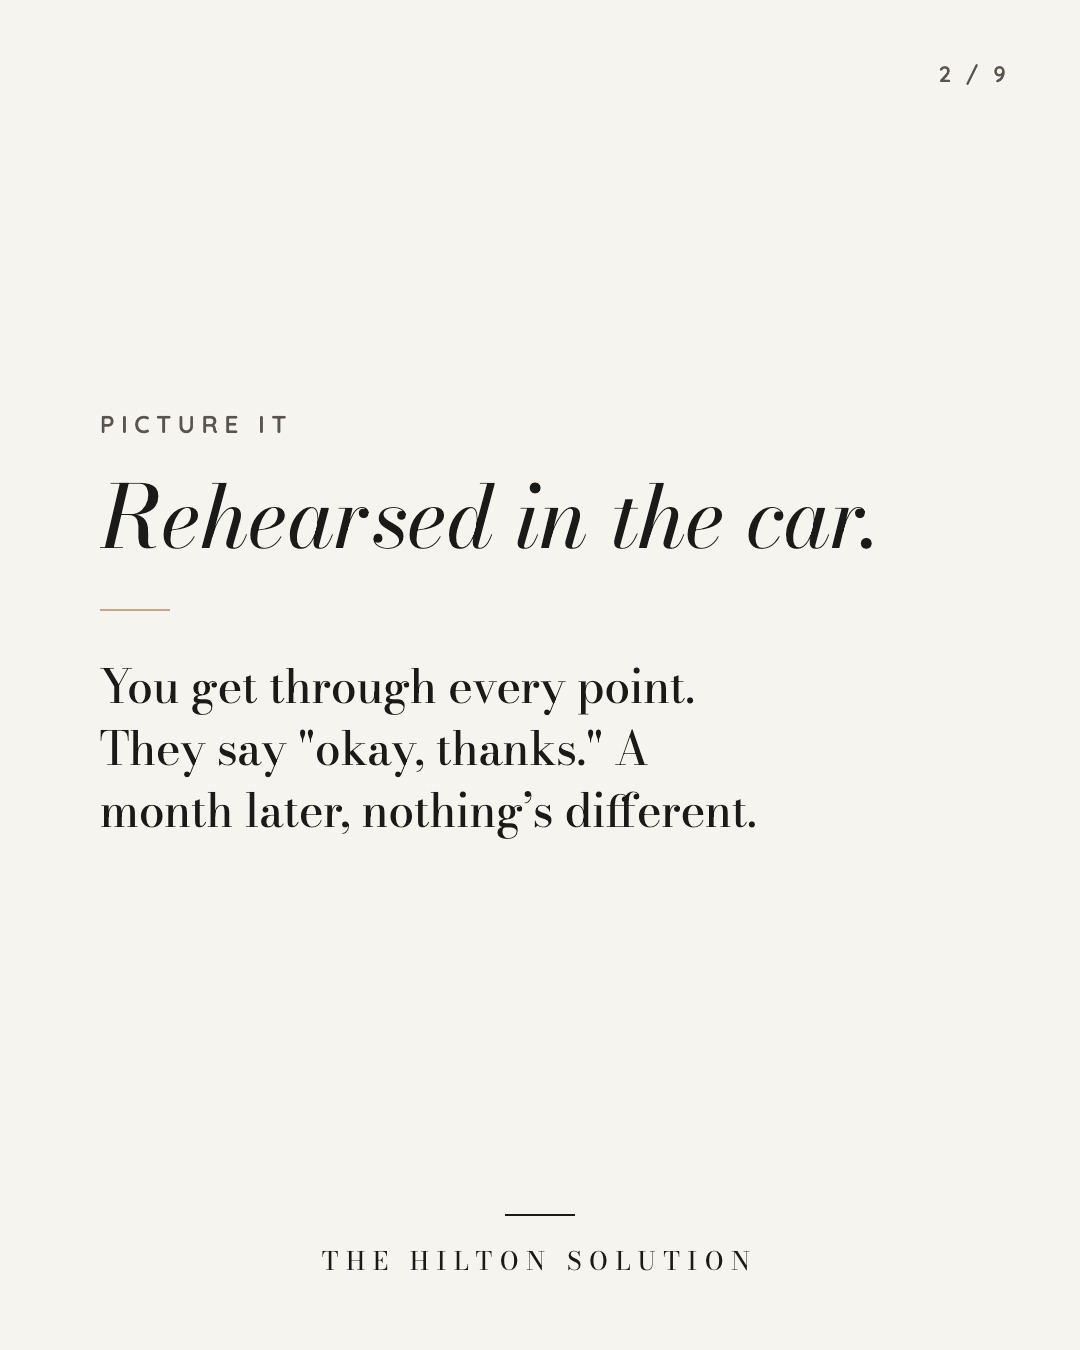 2 / 9
PICTURE IT
Rehearsed in the car.
You get through every point.
They say "okay, thanks." A
month later, nothing’s different.
THE HILTON SOLUTION